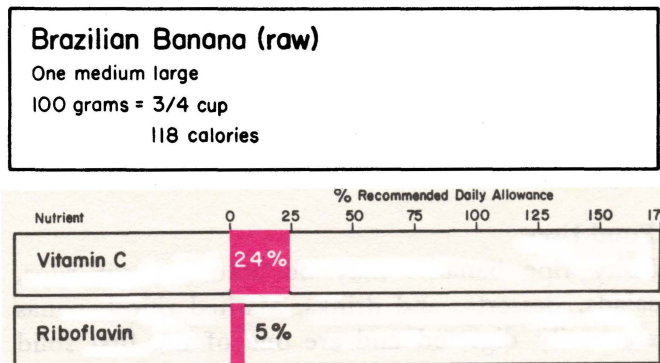 Brazilian Banana (raw)
One medium large
100 grams = 3/4 cup
118 calories
% Recommended Daily Allowance
Nutrient 0 25 50 75 100 125 150
Vitamin C 24%
Riboflavin 5%